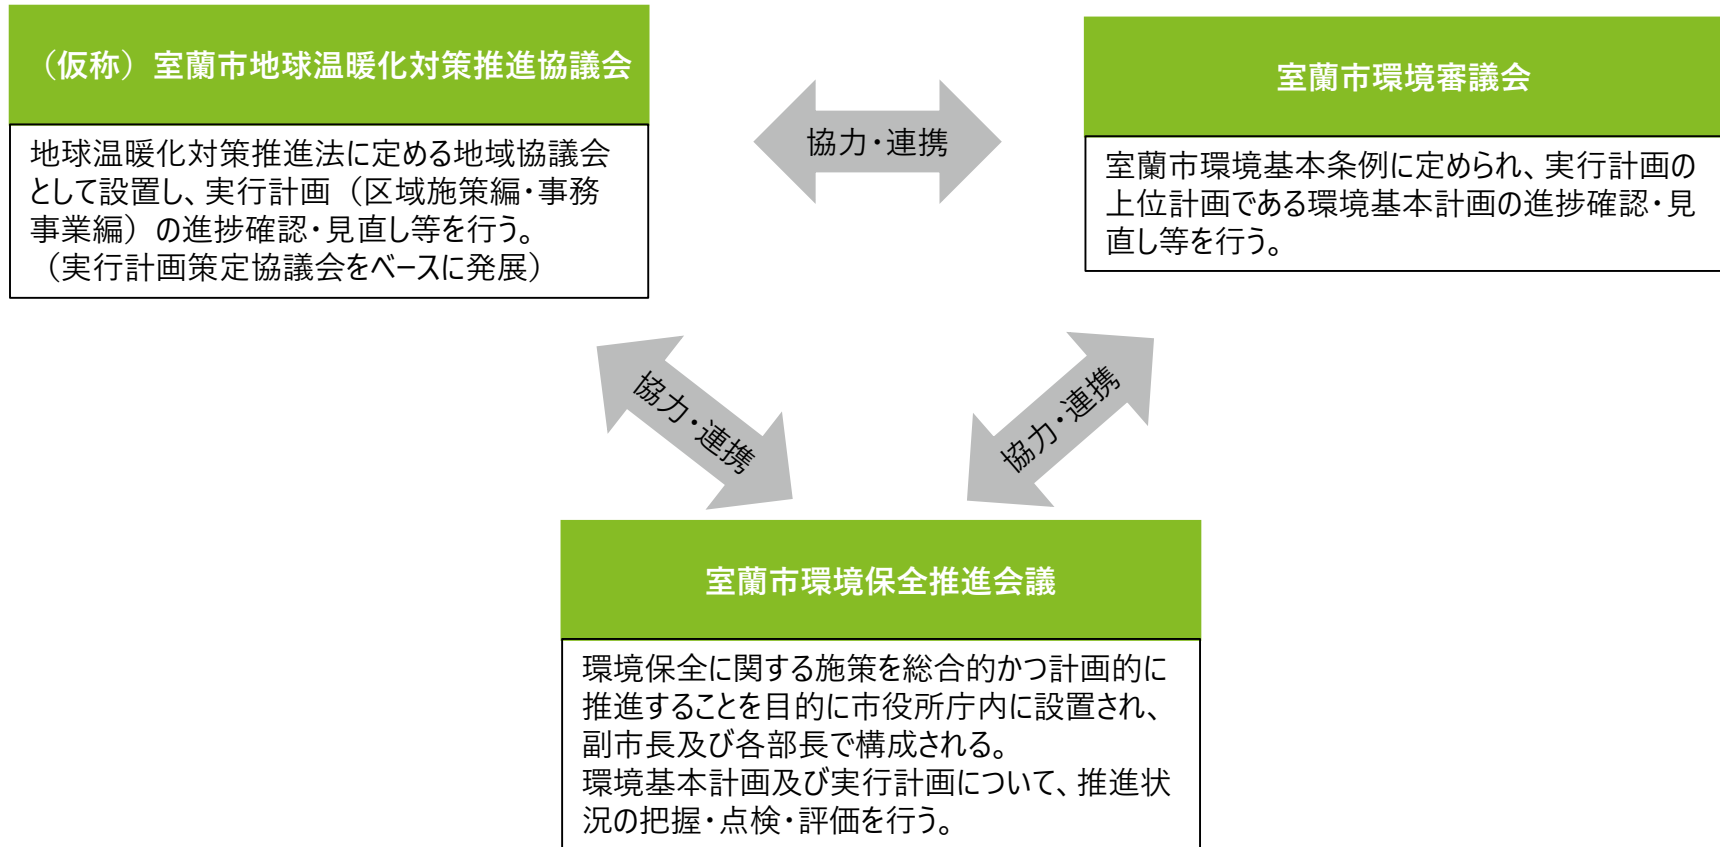 （仮称）室蘭市地球温暖化対策推進協議会
地球温暖化対策推進法に定める地域協議会
として設置し、実行計画（区域施策編・事務
事業編）の進捗確認・見直し等を行う。
（実行計画策定協議会をベースに発展）
協力・連携
室蘭市環境審議会
室蘭市環境基本条例に定められ、実行計画の
上位計画である環境基本計画の進捗確認・見
直し等を行う。
協力・連携
協力・連携
室蘭市環境保全推進会議
環境保全に関する施策を総合的かつ計画的に
推進することを目的に市役所庁内に設置され、
副市長及び各部長で構成される。
環境基本計画及び実行計画について、推進状
況の把握・点検・評価を行う。